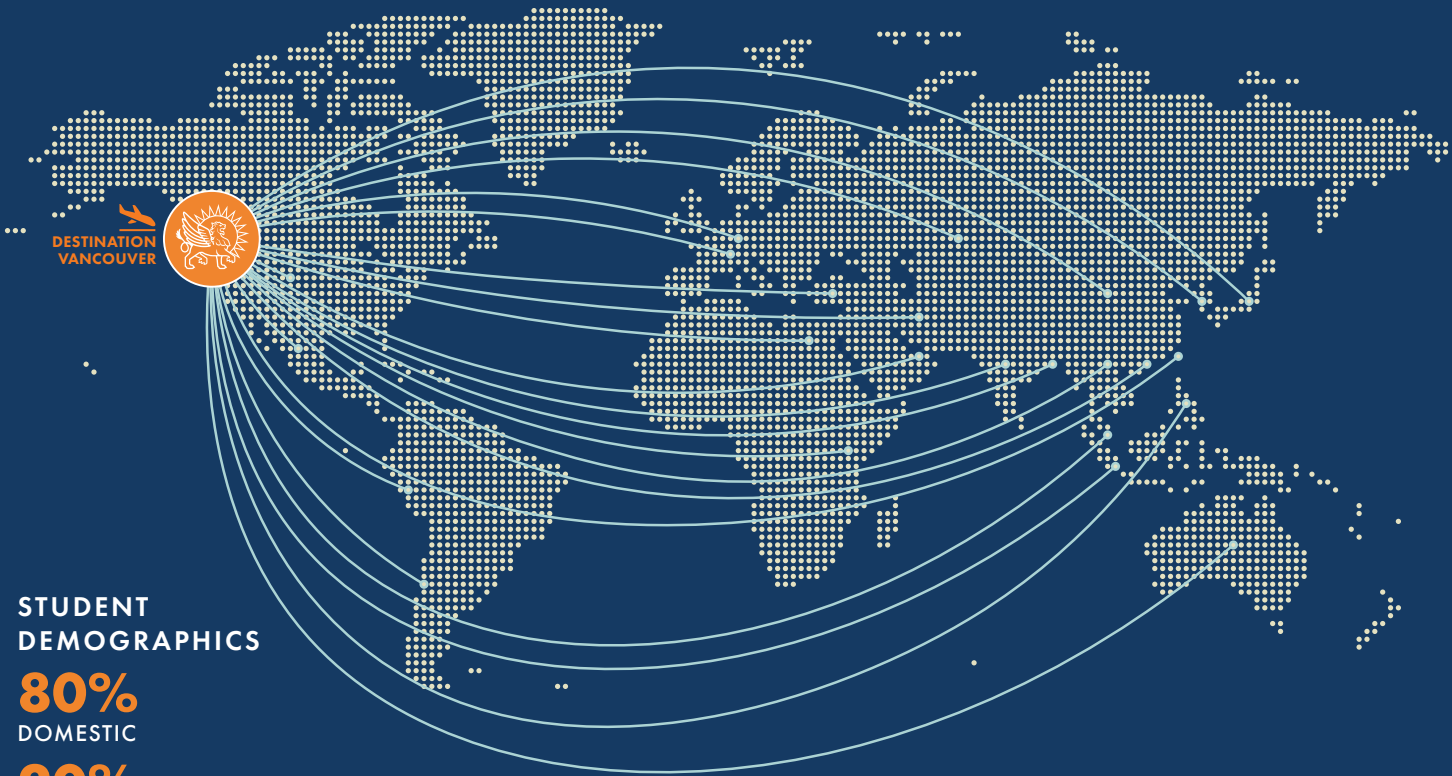 DESTINATION
VANCOUVER
STUDENT
DEMOGRAPHICS
80%
DOMESTIC